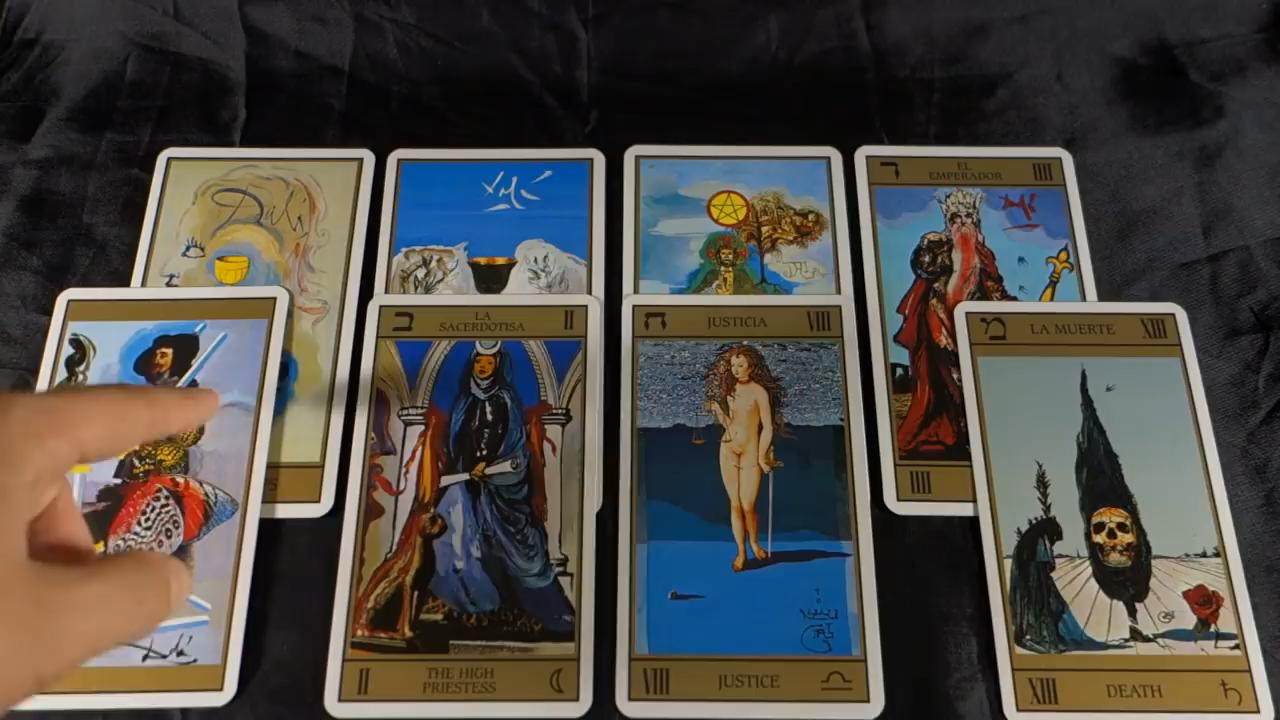 Dalí
ד
EL
EMPERADOR
IIII
IIII
כ
LA
SACERDOTISA
II
II
THE HIGH
PRIESTESS
ח
JUSTICIA
VIII
VIII
JUSTICE
♎
מ
LA MUERTE
XIII
XIII
DEATH
♄
Dalí